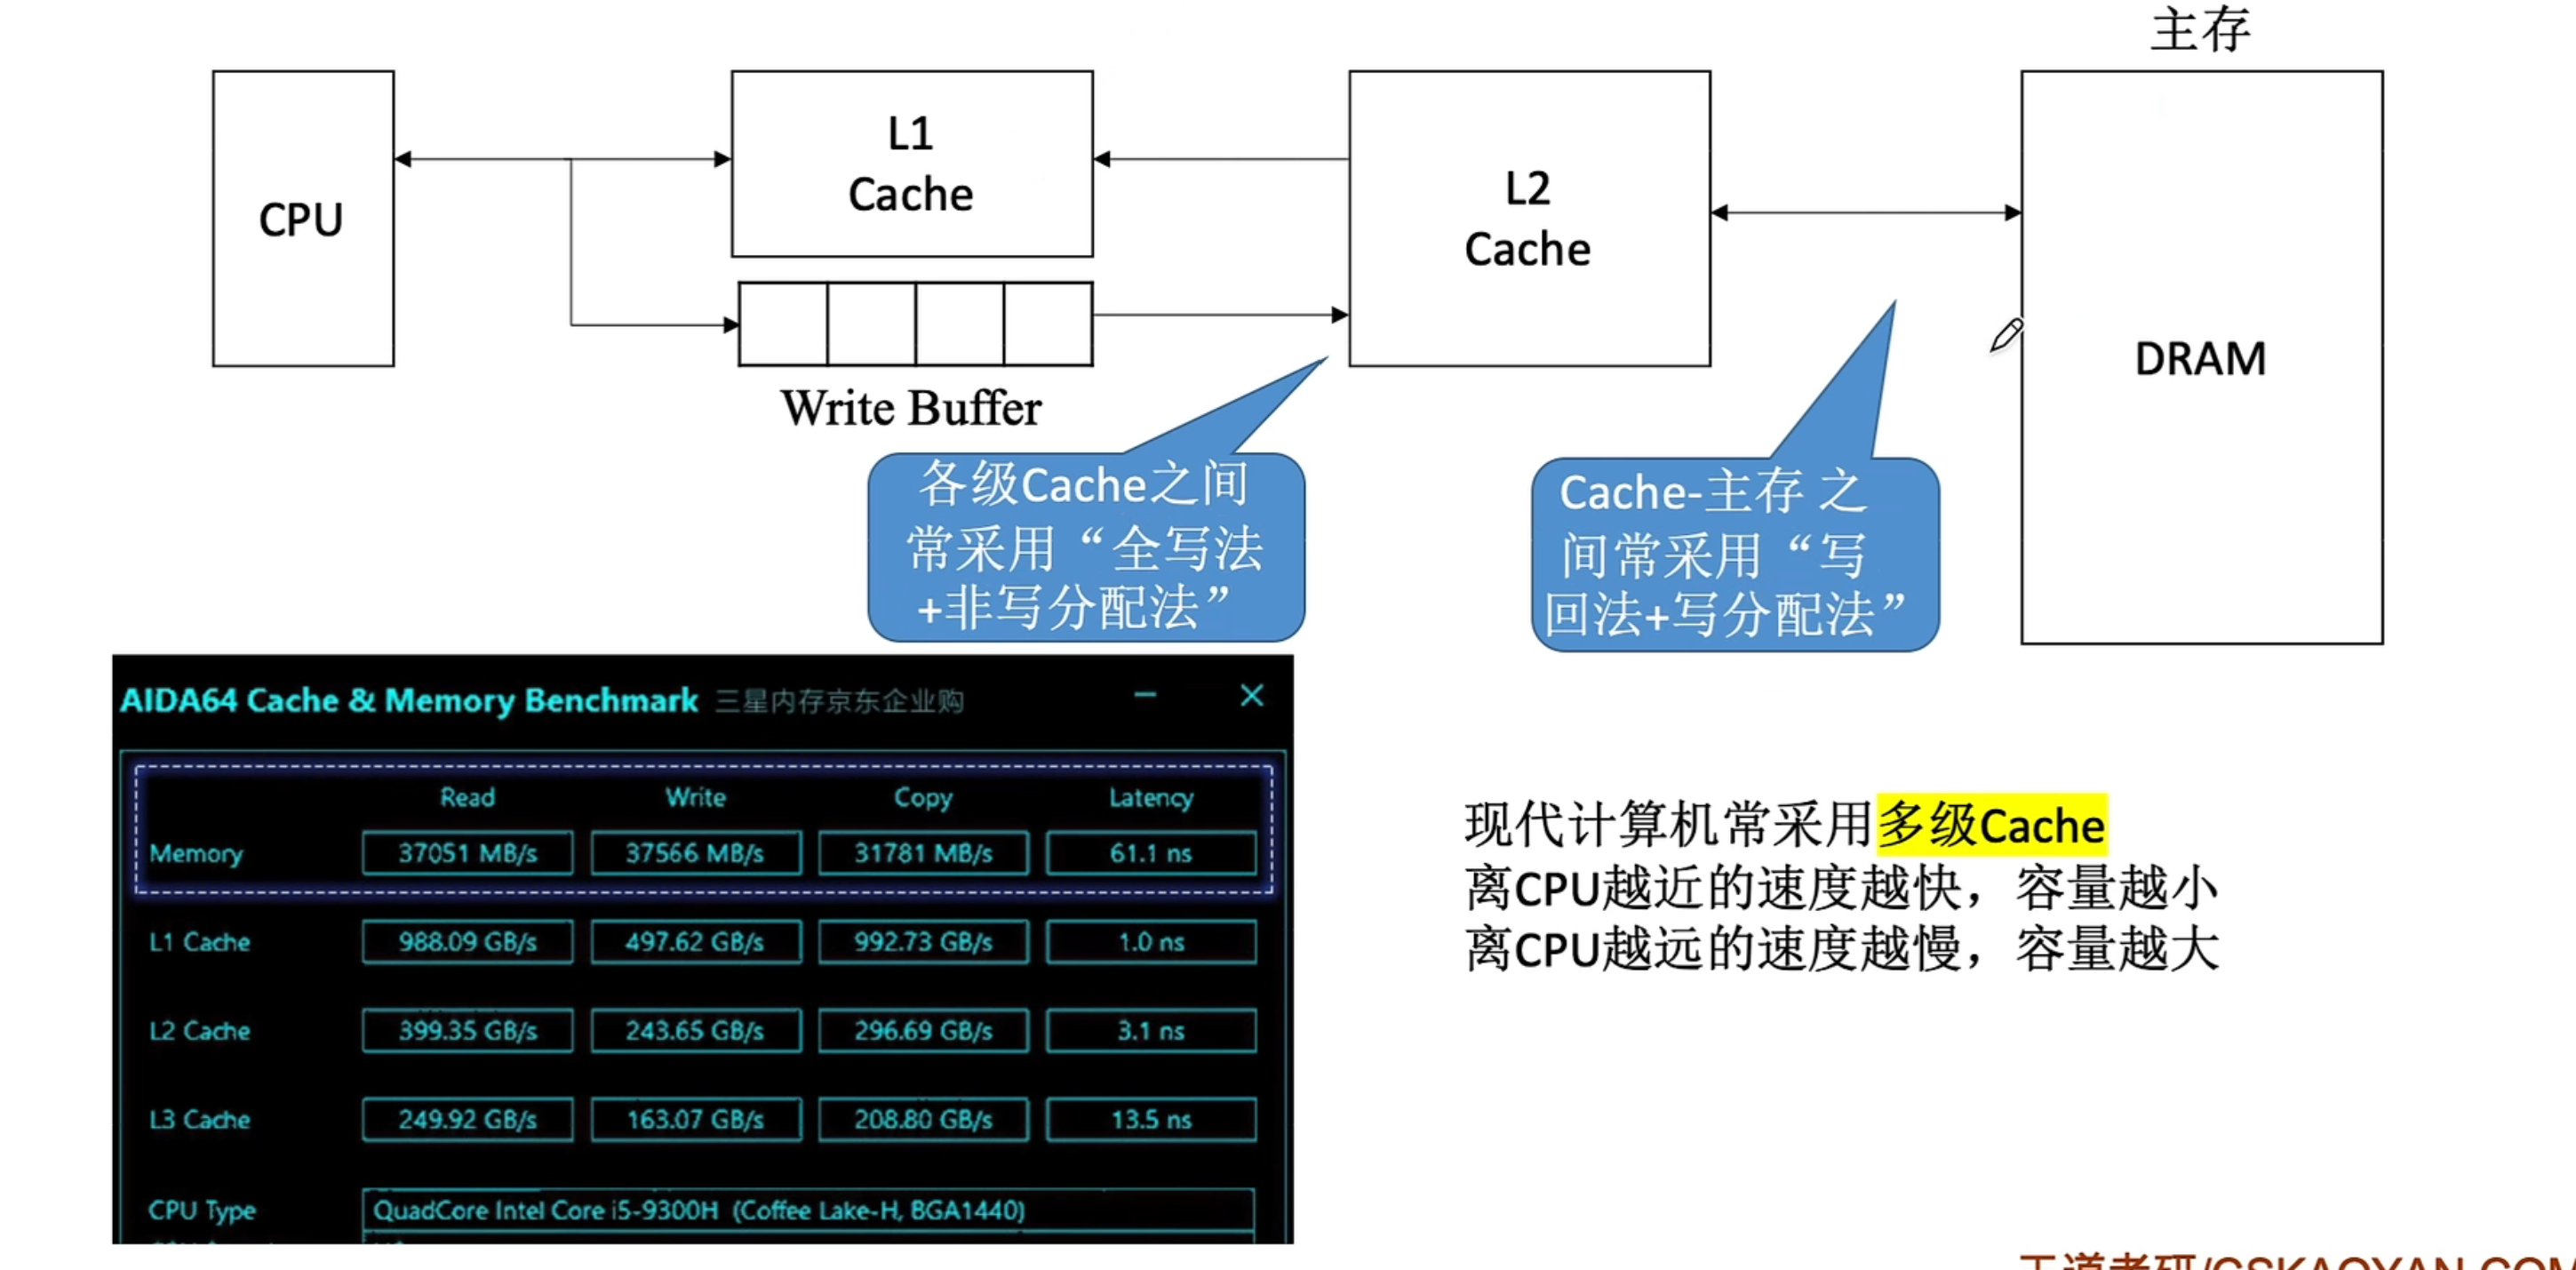 主存
CPU
L1
Cache
L2
Cache
DRAM
Write Buffer
各级Cache之间
常采用“全写法
+非写分配法”
Cache-主存 之
间常采用“写
回法+写分配法”
AIDA64 Cache & Memory Benchmark 三星内存京东企业购
Read Write Copy Latency
Memory 37051 MB/s 37566 MB/s 31781 MB/s 61.1 ns
L1 Cache 988.09 GB/s 497.62 GB/s 992.73 GB/s 1.0 ns
L2 Cache 399.35 GB/s 243.65 GB/s 296.69 GB/s 3.1 ns
L3 Cache 249.92 GB/s 163.07 GB/s 208.80 GB/s 13.5 ns
CPU Type QuadCore Intel Core i5-9300H (Coffee Lake-H, BGA1440)
现代计算机常采用多级Cache
离CPU越近的速度越快，容量越小
离CPU越远的速度越慢，容量越大
王道考研/CSKAOYAN.COM